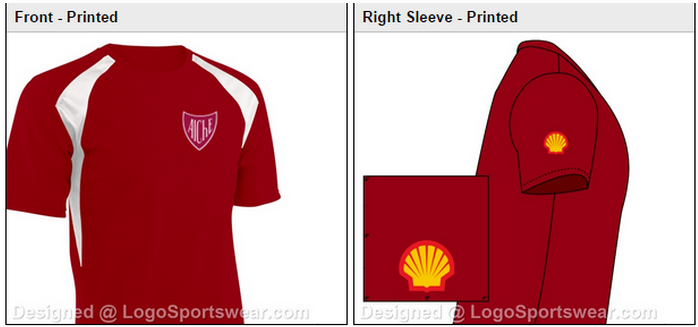 Front - Printed
Right Sleeve - Printed
AIChE
Designed @ LogoSportswear.com
Designed @ LogoSportswear.com